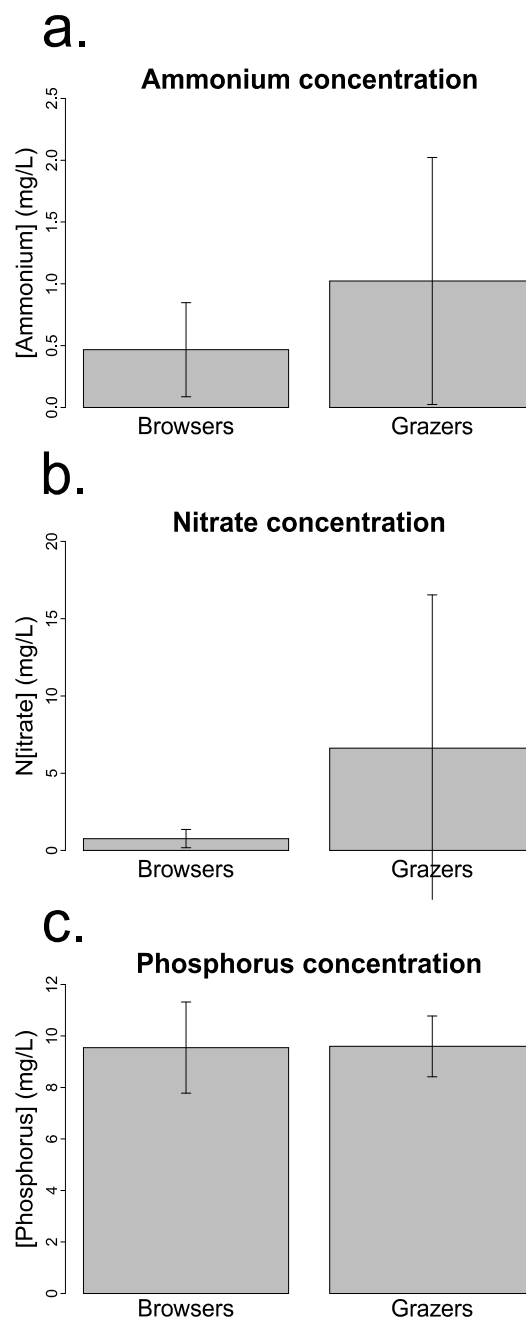 a.
Ammonium concentration
[Ammonium] (mg/L)
2.5
2.0
1.5
1.0
0.5
0.0
Browsers Grazers
b.
Nitrate concentration
N[itrate] (mg/L)
20
15
10
5
0
Browsers Grazers
c.
Phosphorus concentration
[Phosphorus] (mg/L)
12
10
8
6
4
2
0
Browsers Grazers